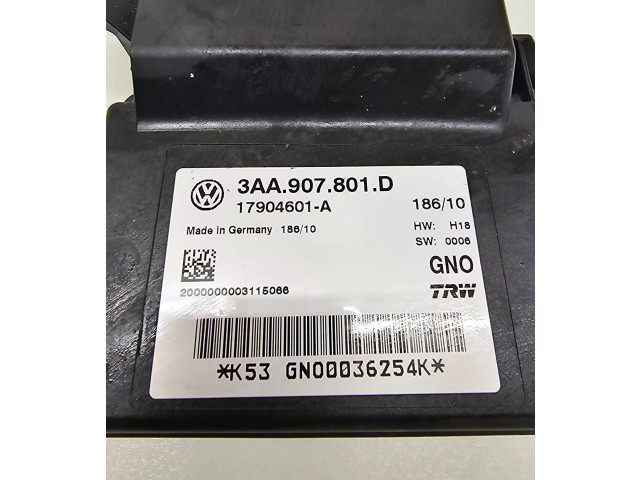 3AA.907.801.D
17904601-A
186/10
Made in Germany 186/10
HW: H18
SW: 0006
GNO
TRW
2000000003115066
*K53 GNO00036254K*